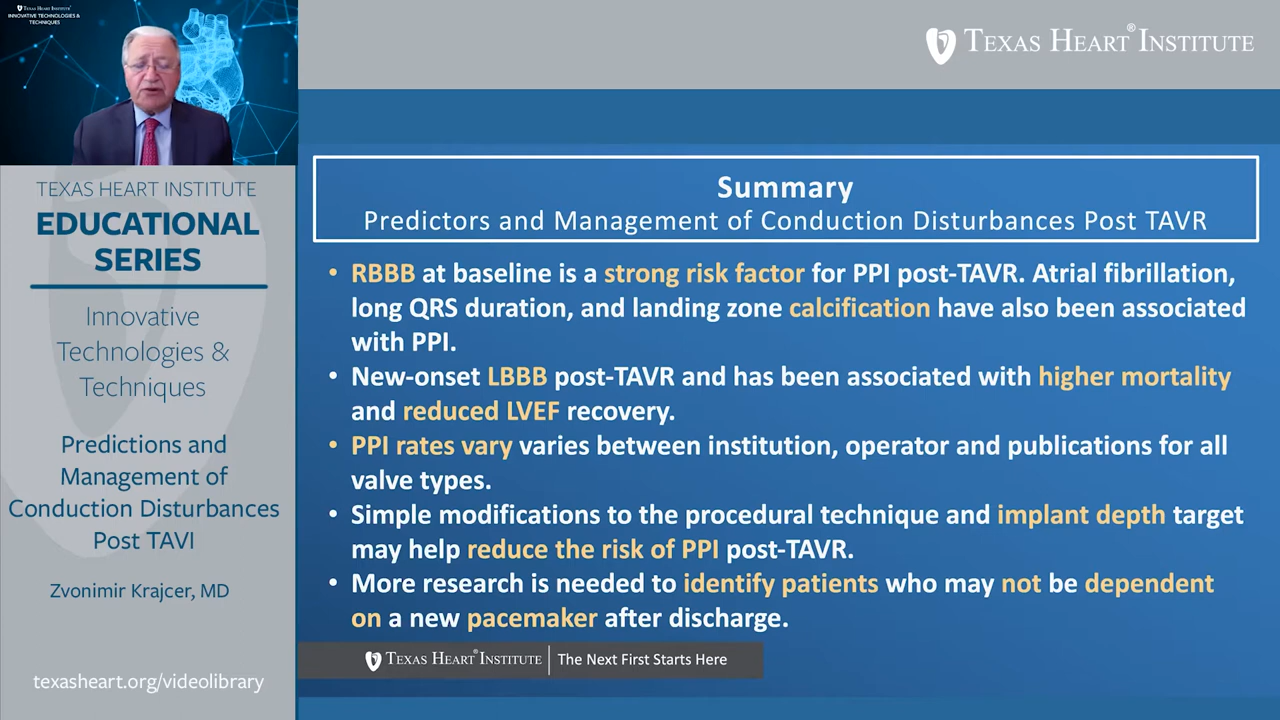 TEXAS HEART INSTITUTE
INNOVATIVE TECHNOLOGIES &
TECHNIQUES
TEXAS HEART INSTITUTE
EDUCATIONAL
SERIES
Innovative
Technologies &
Techniques
Predictions and
Management of
Conduction Disturbances
Post TAVI
Zvonimir Krajcer, MD
texasheart.org/videolibrary
TEXAS HEART® INSTITUTE
Summary
Predictors and Management of Conduction Disturbances Post TAVR
• RBBB at baseline is a strong risk factor for PPI post-TAVR. Atrial fibrillation,
long QRS duration, and landing zone calcification have also been associated
with PPI.
• New-onset LBBB post-TAVR and has been associated with higher mortality
and reduced LVEF recovery.
• PPI rates vary varies between institution, operator and publications for all
valve types.
• Simple modifications to the procedural technique and implant depth target
may help reduce the risk of PPI post-TAVR.
• More research is needed to identify patients who may not be dependent
on a new pacemaker after discharge.
TEXAS HEART® INSTITUTE | The Next First Starts Here